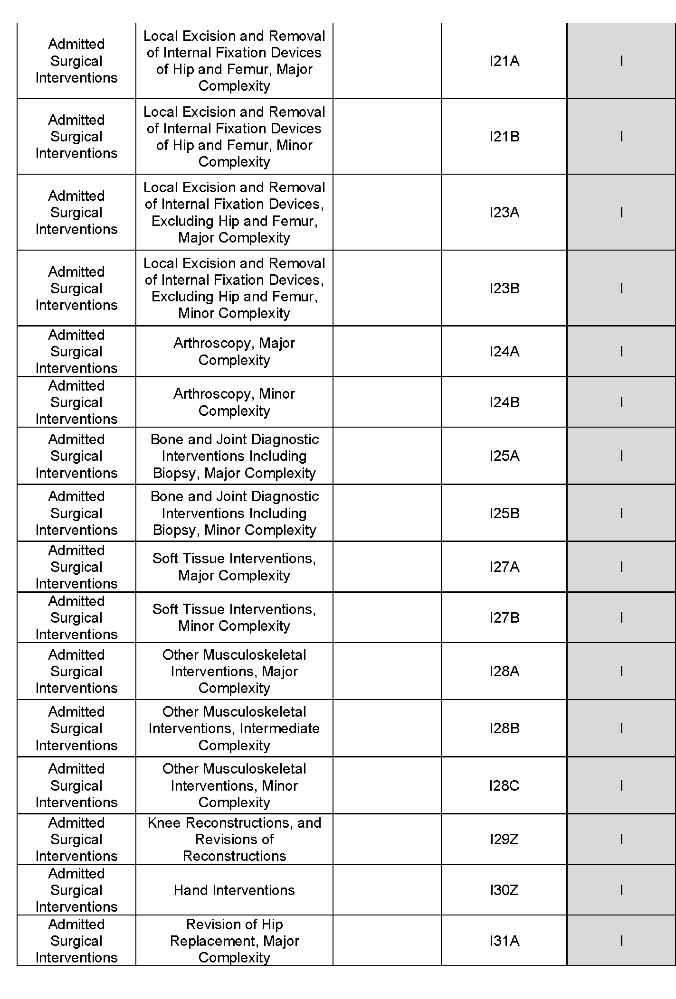 Admitted
Surgical
Interventions
Local Excision and Removal
of Internal Fixation Devices
of Hip and Femur, Major
Complexity
I21A
I
Admitted
Surgical
Interventions
Local Excision and Removal
of Internal Fixation Devices
of Hip and Femur, Minor
Complexity
I21B
I
Admitted
Surgical
Interventions
Local Excision and Removal
of Internal Fixation Devices,
Excluding Hip and Femur,
Major Complexity
I23A
I
Admitted
Surgical
Interventions
Local Excision and Removal
of Internal Fixation Devices,
Excluding Hip and Femur,
Minor Complexity
I23B
I
Admitted
Surgical
Interventions
Arthroscopy, Major
Complexity
I24A
I
Admitted
Surgical
Interventions
Arthroscopy, Minor
Complexity
I24B
I
Admitted
Surgical
Interventions
Bone and Joint Diagnostic
Interventions Including
Biopsy, Major Complexity
I25A
I
Admitted
Surgical
Interventions
Bone and Joint Diagnostic
Interventions Including
Biopsy, Minor Complexity
I25B
I
Admitted
Surgical
Interventions
Soft Tissue Interventions,
Major Complexity
I27A
I
Admitted
Surgical
Interventions
Soft Tissue Interventions,
Minor Complexity
I27B
I
Admitted
Surgical
Interventions
Other Musculoskeletal
Interventions, Major
Complexity
I28A
I
Admitted
Surgical
Interventions
Other Musculoskeletal
Interventions, Intermediate
Complexity
I28B
I
Admitted
Surgical
Interventions
Other Musculoskeletal
Interventions, Minor
Complexity
I28C
I
Admitted
Surgical
Interventions
Knee Reconstructions, and
Revisions of
Reconstructions
I29Z
I
Admitted
Surgical
Interventions
Hand Interventions
I30Z
I
Admitted
Surgical
Interventions
Revision of Hip
Replacement, Major
Complexity
I31A
I